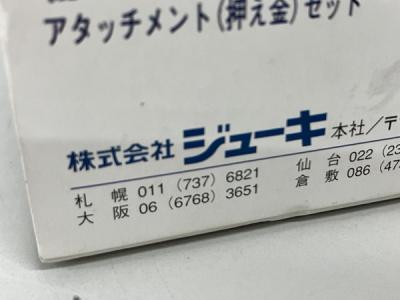 アタッチメント(押え金)セット
株式会社 ジューキ 本社/〒
札 幌 011 (737) 6821 仙 台 022 (23
大 阪 06 (6768) 3651 倉 敷 086 (47